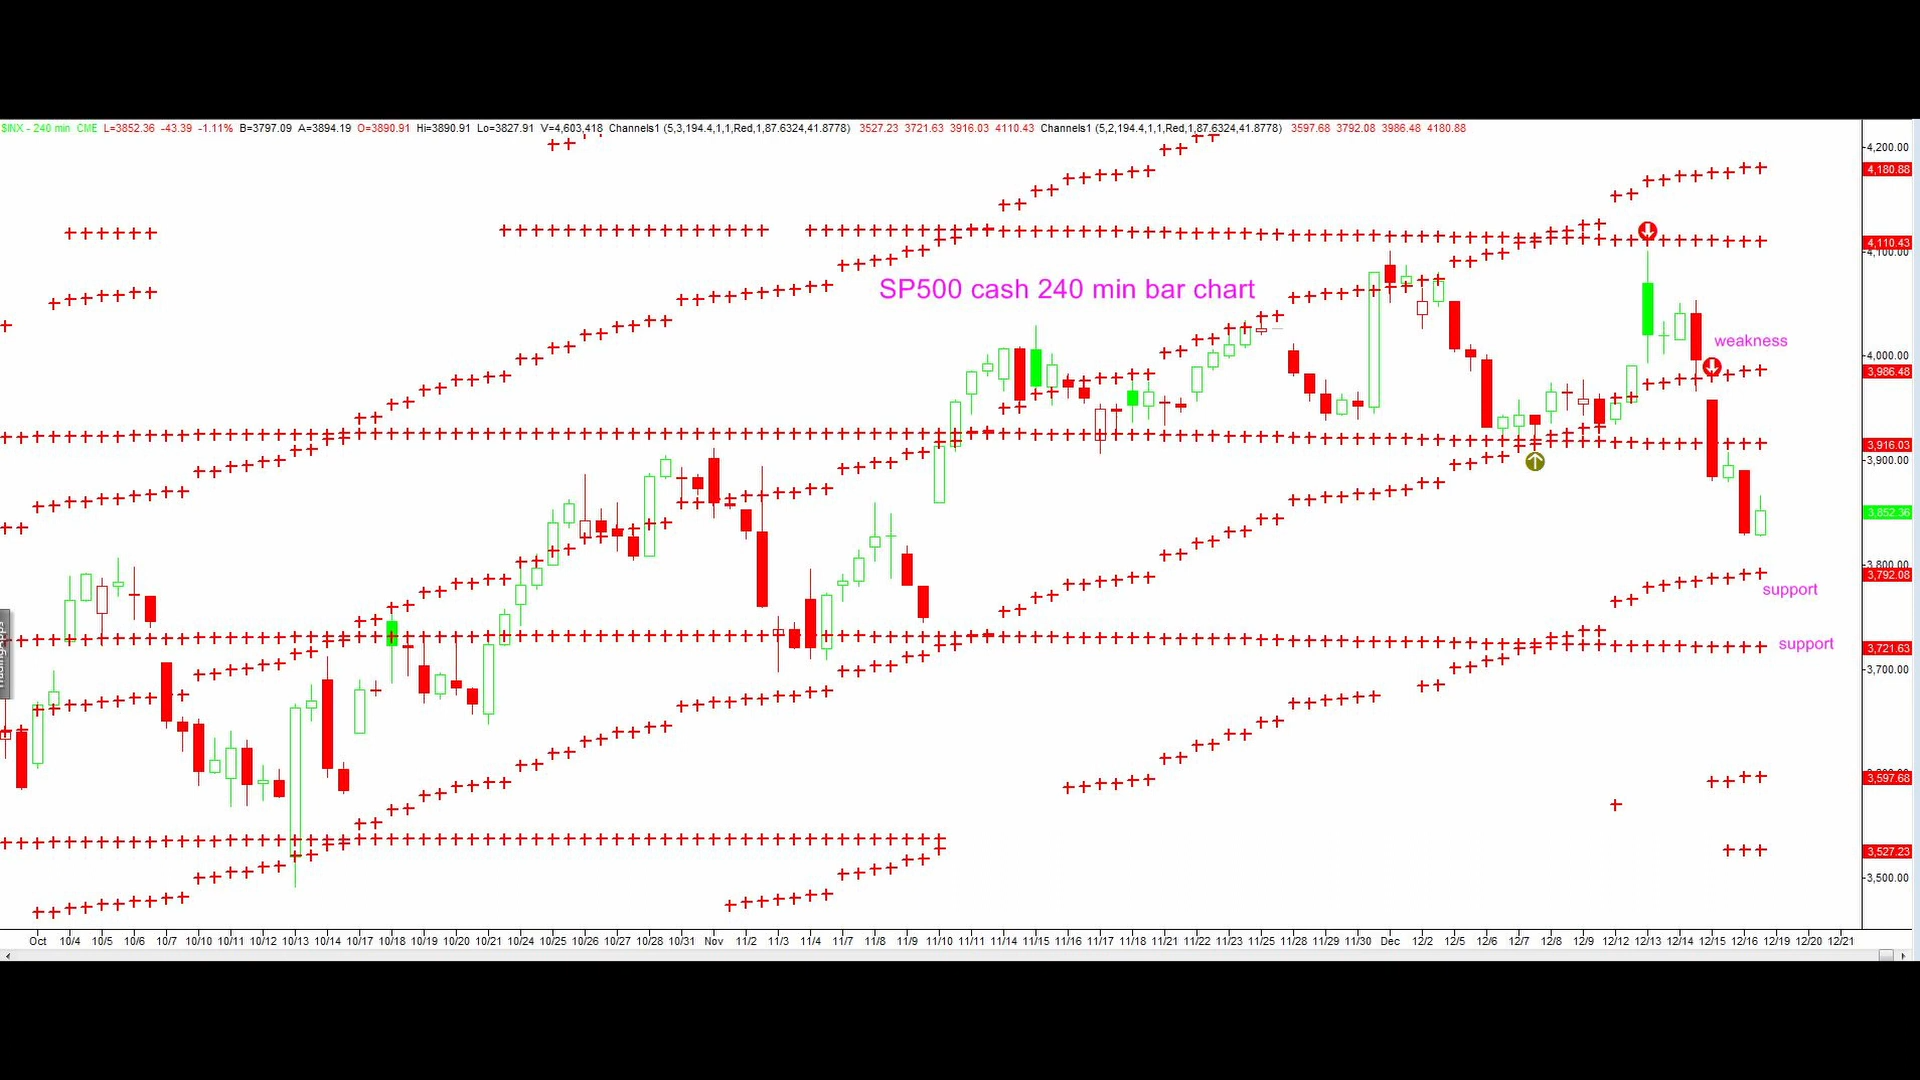 $INX - 240 min CME L=3852.36 -43.39 -1.11% B=3797.09 A=3894.19 O=3890.91 Hi=3890.91 Lo=3827.91 V=4,603,418 Channels1 (5,3,194.4,1,1,Red,1,87.6324,41.8778) 3527.23 3721.63 3916.03 4110.43 Channels1 (5,2,194.4,1,1,Red,1,87.6324,41.8778) 3597.68 3792.08 3986.48 4180.88
4,200.00
4,180.88
4,110.43
4,100.00
SP500 cash 240 min bar chart
weakness
4,000.00
3,986.48
3,916.03
3,900.00
3,852.36
3,800.00
3,792.08
support
support
3,721.63
3,700.00
3,597.68
3,527.23
3,500.00
Oct 10/4 10/5 10/6 10/7 10/10 10/11 10/12 10/13 10/14 10/17 10/18 10/19 10/20 10/21 10/24 10/25 10/26 10/27 10/28 10/31 Nov 11/2 11/3 11/4 11/7 11/8 11/9 11/10 11/11 11/14 11/15 11/16 11/17 11/18 11/21 11/22 11/23 11/25 11/28 11/29 11/30 Dec 12/2 12/5 12/6 12/7 12/8 12/9 12/12 12/13 12/14 12/15 12/16 12/19 12/20 12/21